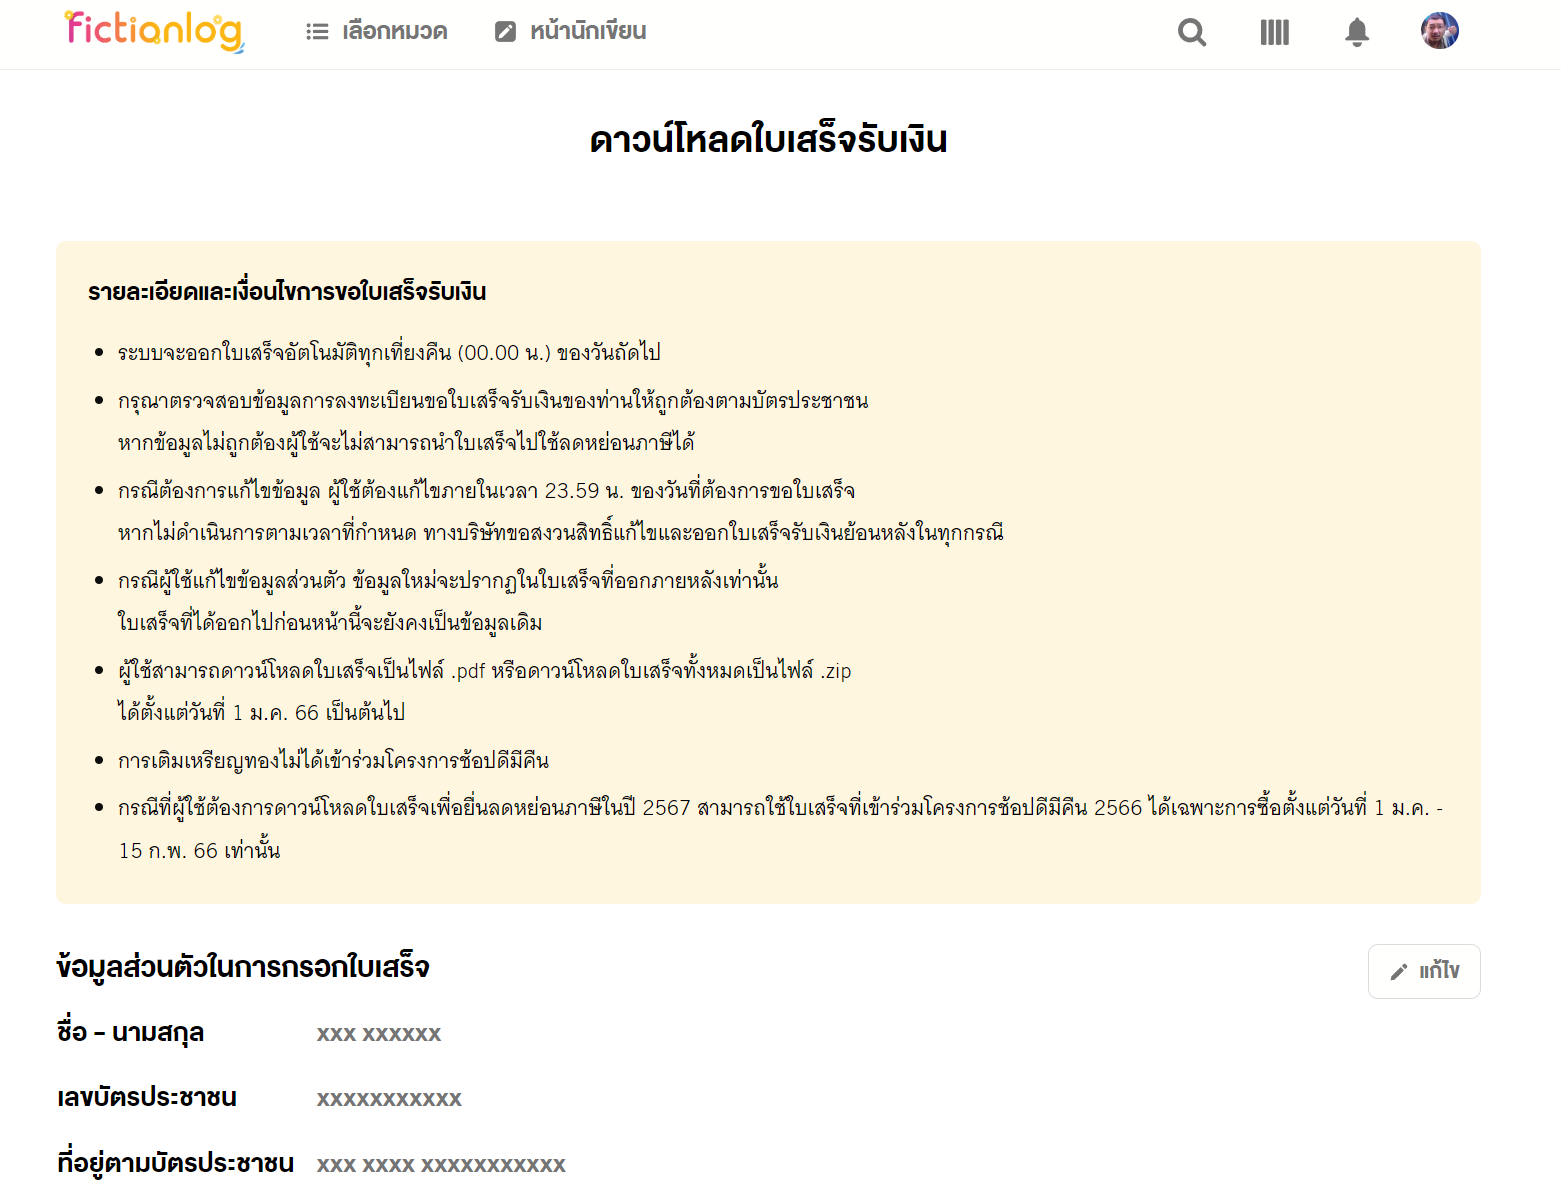 fictionlog
เลือกหมวด
หน้านักเขียน
ดาวน์โหลดใบเสร็จรับเงิน
รายละเอียดและเงื่อนไขการขอใบเสร็จรับเงิน
• ระบบจะออกใบเสร็จอัตโนมัติทุกเที่ยงคืน (00.00 น.) ของวันถัดไป
• กรุณาตรวจสอบข้อมูลการลงทะเบียนขอใบเสร็จรับเงินของท่านให้ถูกต้องตามบัตรประชาชน
หากข้อมูลไม่ถูกต้องผู้ใช้จะไม่สามารถนำใบเสร็จไปใช้ลดหย่อนภาษีได้
• กรณีต้องการแก้ไขข้อมูล ผู้ใช้ต้องแก้ไขภายในเวลา 23.59 น. ของวันที่ต้องการขอใบเสร็จ
หากไม่ดำเนินการตามเวลาที่กำหนด ทางบริษัทขอสงวนสิทธิ์แก้ไขและออกใบเสร็จรับเงินย้อนหลังในทุกกรณี
• กรณีผู้ใช้แก้ไขข้อมูลส่วนตัว ข้อมูลใหม่จะปรากฏในใบเสร็จที่ออกภายหลังเท่านั้น
ใบเสร็จที่ได้ออกไปก่อนหน้านี้จะยังคงเป็นข้อมูลเดิม
• ผู้ใช้สามารถดาวน์โหลดใบเสร็จเป็นไฟล์ .pdf หรือดาวน์โหลดใบเสร็จทั้งหมดเป็นไฟล์ .zip
ได้ตั้งแต่วันที่ 1 ม.ค. 66 เป็นต้นไป
• การเติมเหรียญทองไม่ได้เข้าร่วมโครงการช้อปดีมีคืน
• กรณีที่ผู้ใช้ต้องการดาวน์โหลดใบเสร็จเพื่อยื่นลดหย่อนภาษีในปี 2567 สามารถใช้ใบเสร็จที่เข้าร่วมโครงการช้อปดีมีคืน 2566 ได้เฉพาะการซื้อตั้งแต่วันที่ 1 ม.ค. -
15 ก.พ. 66 เท่านั้น
ข้อมูลส่วนตัวในการกรอกใบเสร็จ
แก้ไข
ชื่อ - นามสกุล xxx xxxxxx
เลขบัตรประชาชน xxxxxxxxxxx
ที่อยู่ตามบัตรประชาชน xxx xxxx xxxxxxxxxxx